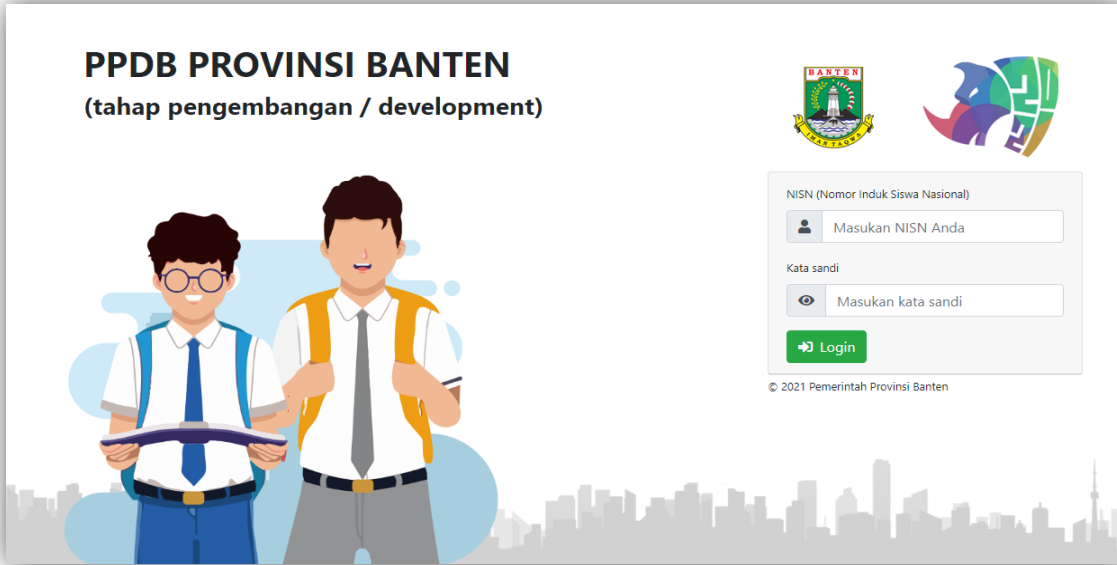 PPDB PROVINSI BANTEN
(tahap pengembangan / development)
BANTEN
IMAN TAQWA
NISN (Nomor Induk Siswa Nasional)
Masukan NISN Anda
Kata sandi
Masukan kata sandi
Login
© 2021 Pemerintah Provinsi Banten